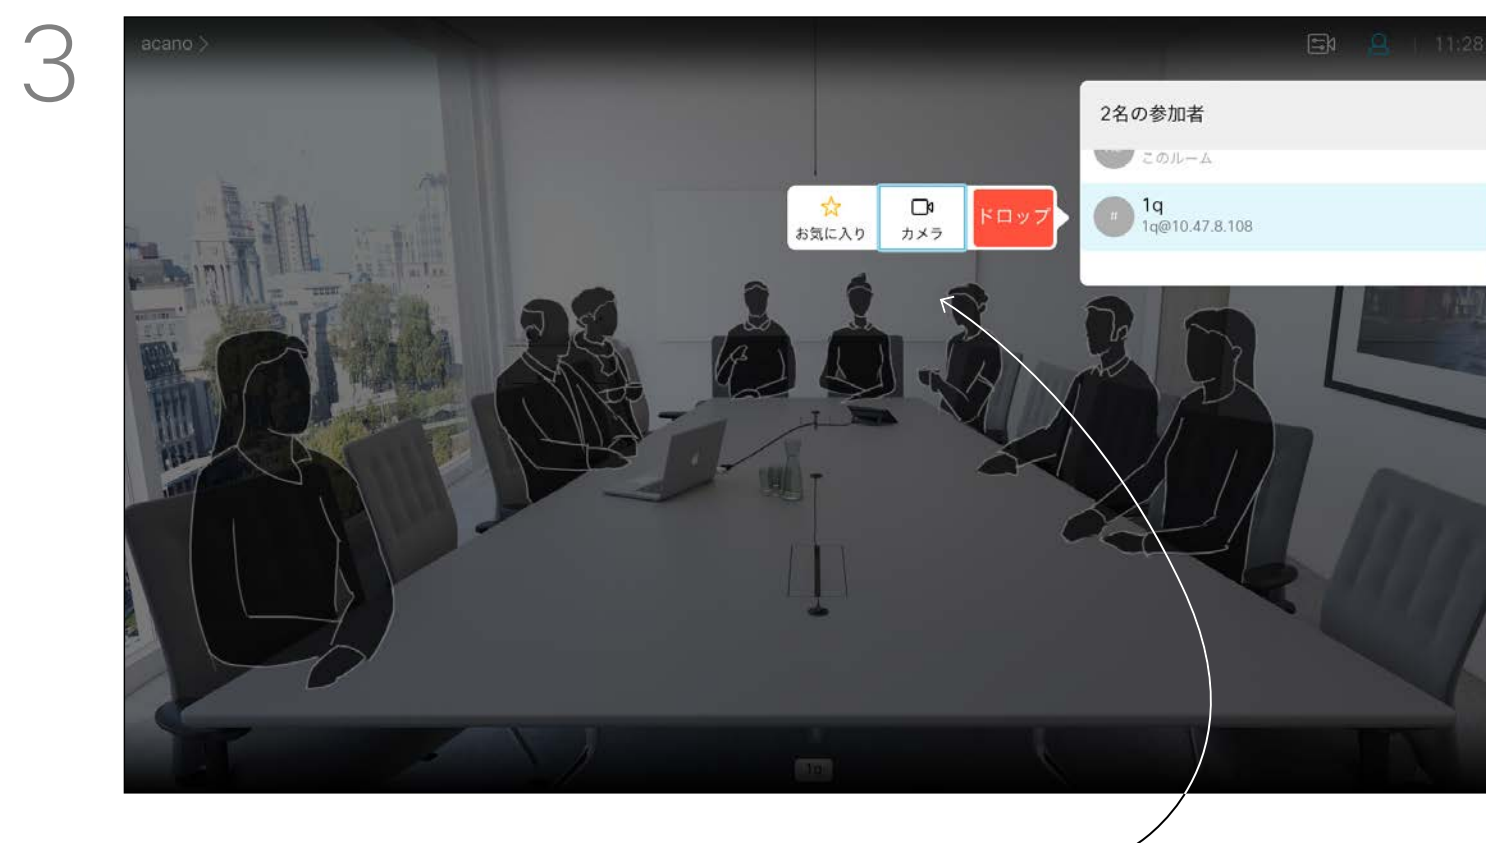 3
acano >
11:28
2名の参加者
このルーム
お気に入り
カメラ
ドロップ
#
1q
1q@10.47.8.108
1q